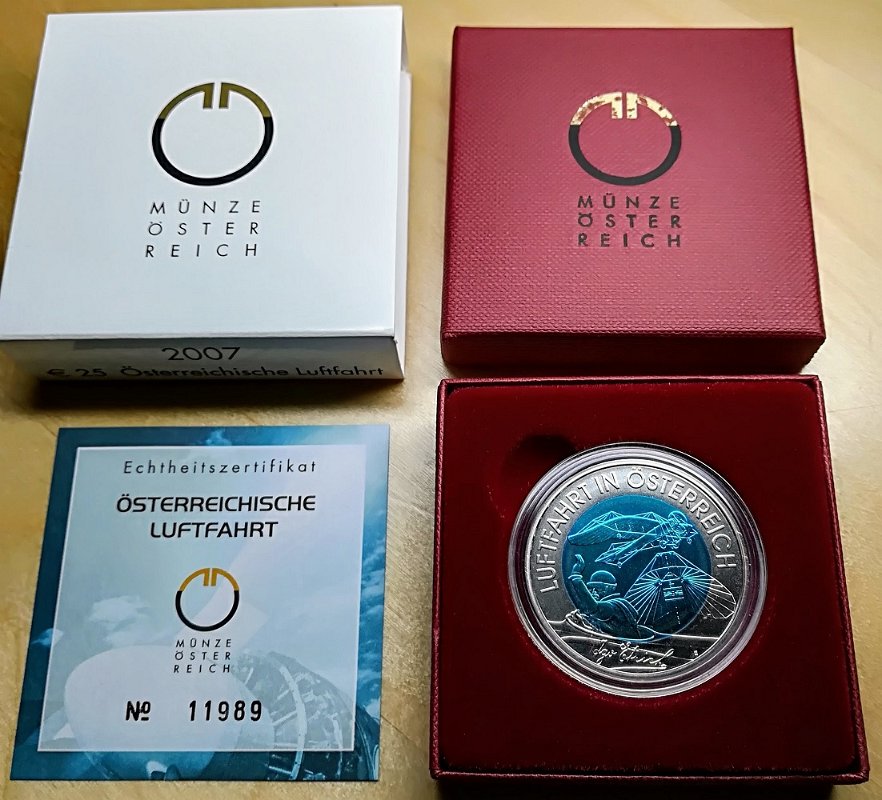 MÜNZE
ÖSTER
REICH
2007
€ 25 Österreichische Luftfahrt
MÜNZE
ÖSTER
REICH
Echtheitszertifikat
ÖSTERREICHISCHE
LUFTFAHRT
MÜNZE
ÖSTER
REICH
№ 11989
LUFTFAHRT IN ÖSTERREICH